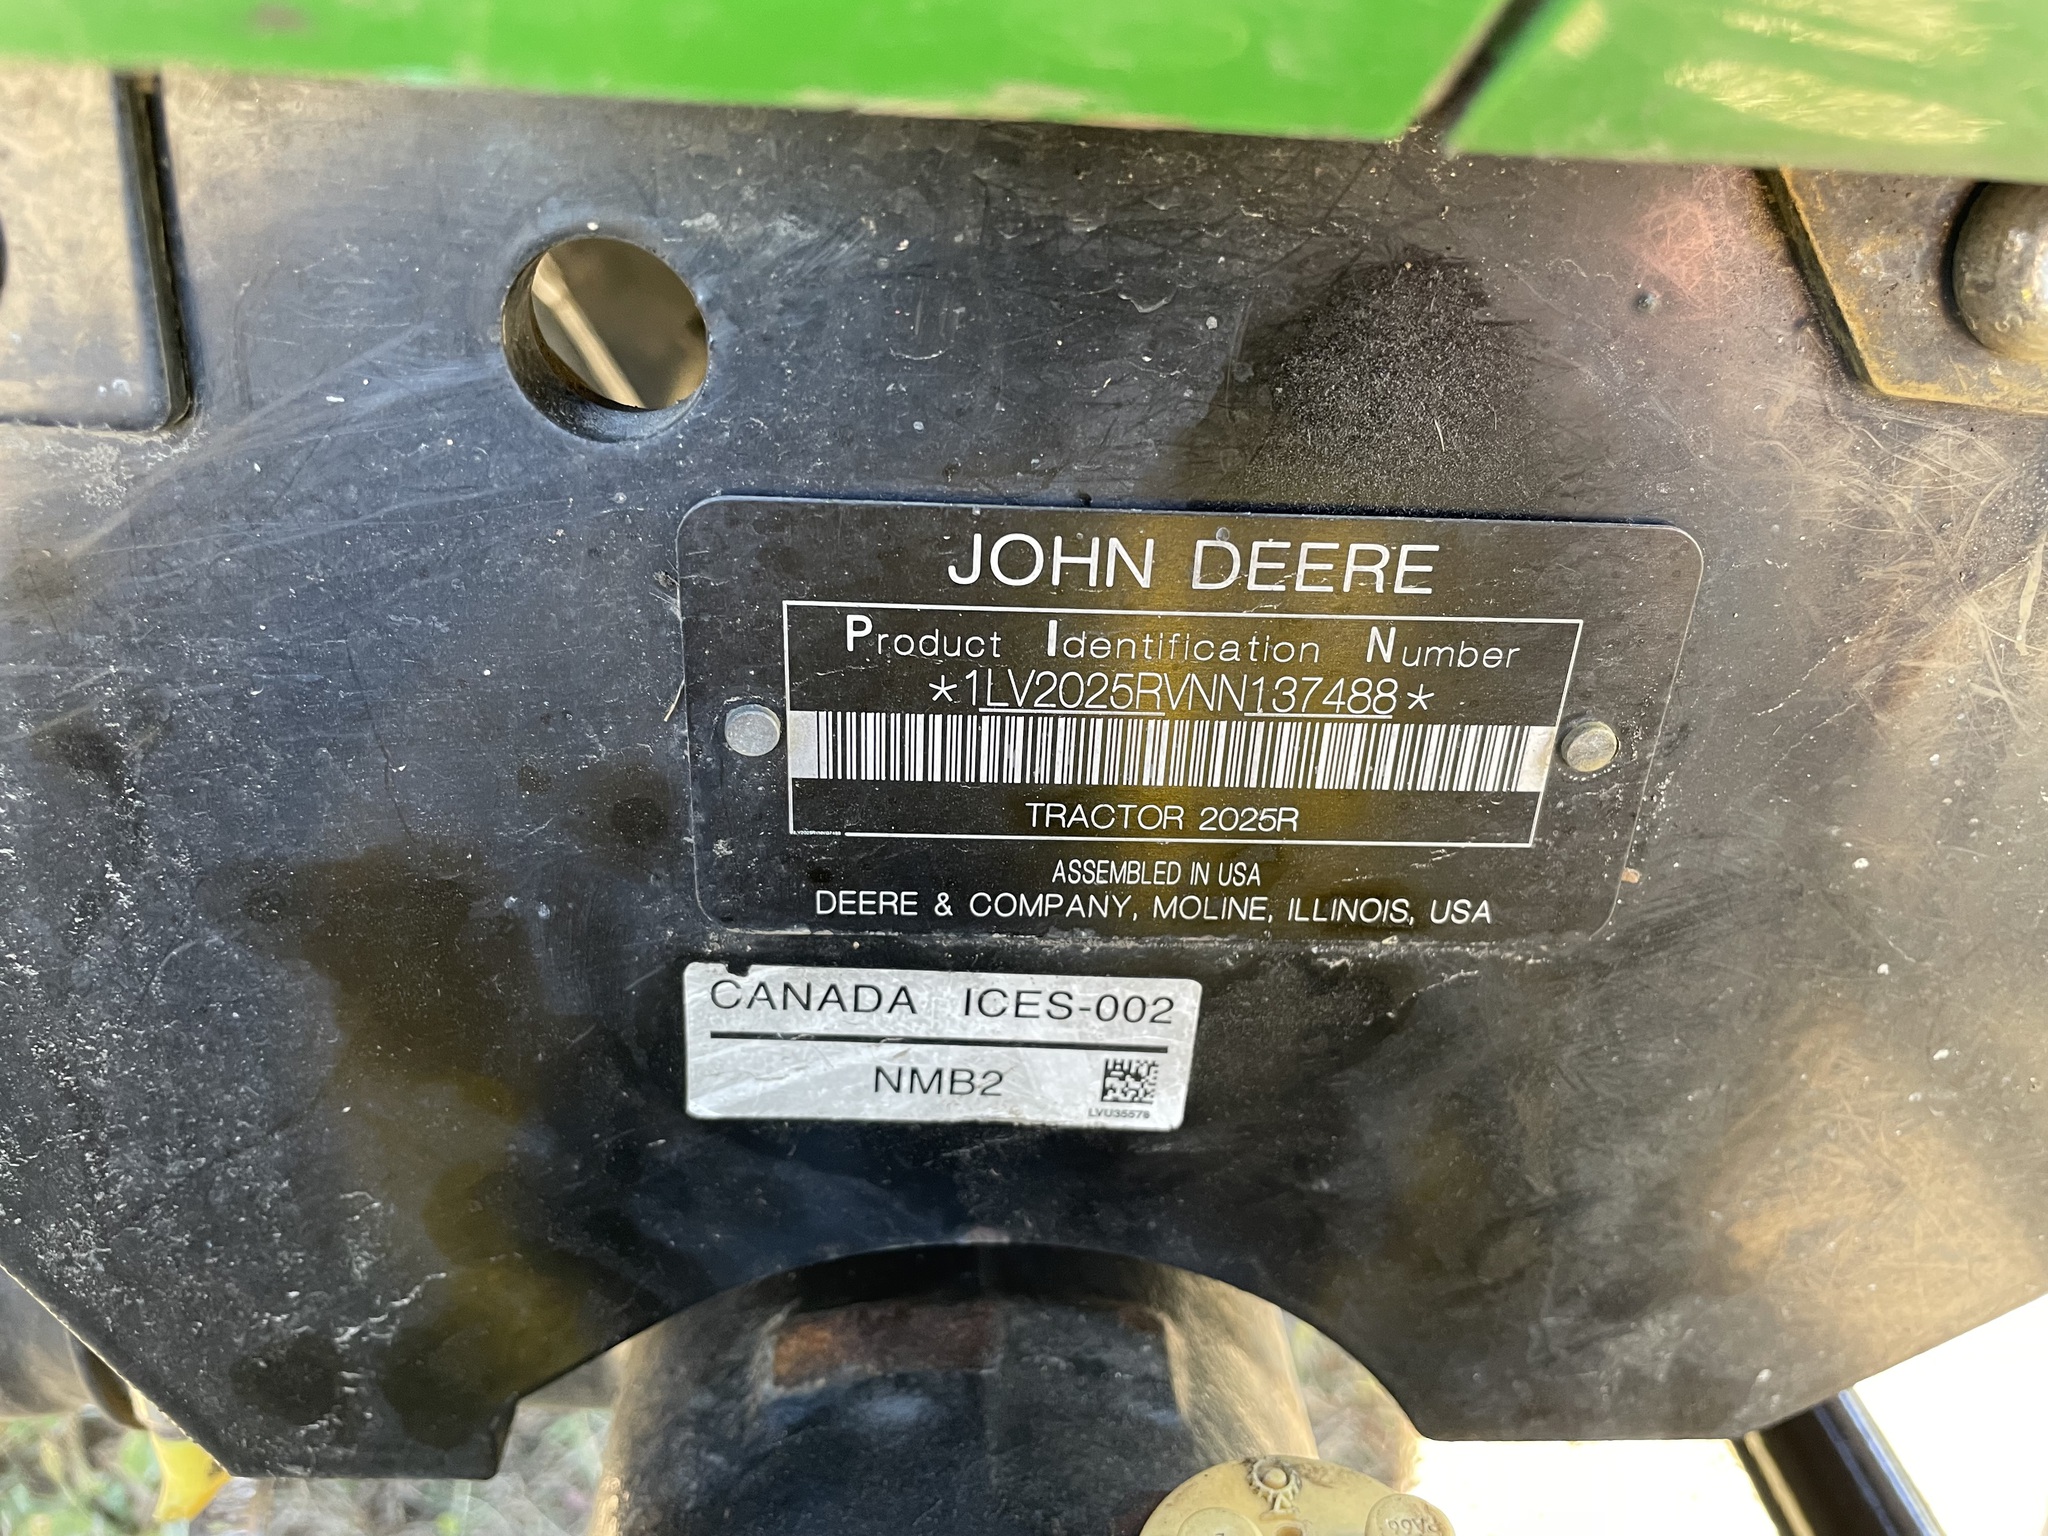 JOHN DEERE
Product Identification Number
*1LV2025RVNN137488*
TRACTOR 2025R
ASSEMBLED IN USA
DEERE & COMPANY, MOLINE, ILLINOIS, USA
CANADA ICES-002
NMB2
LVU35578